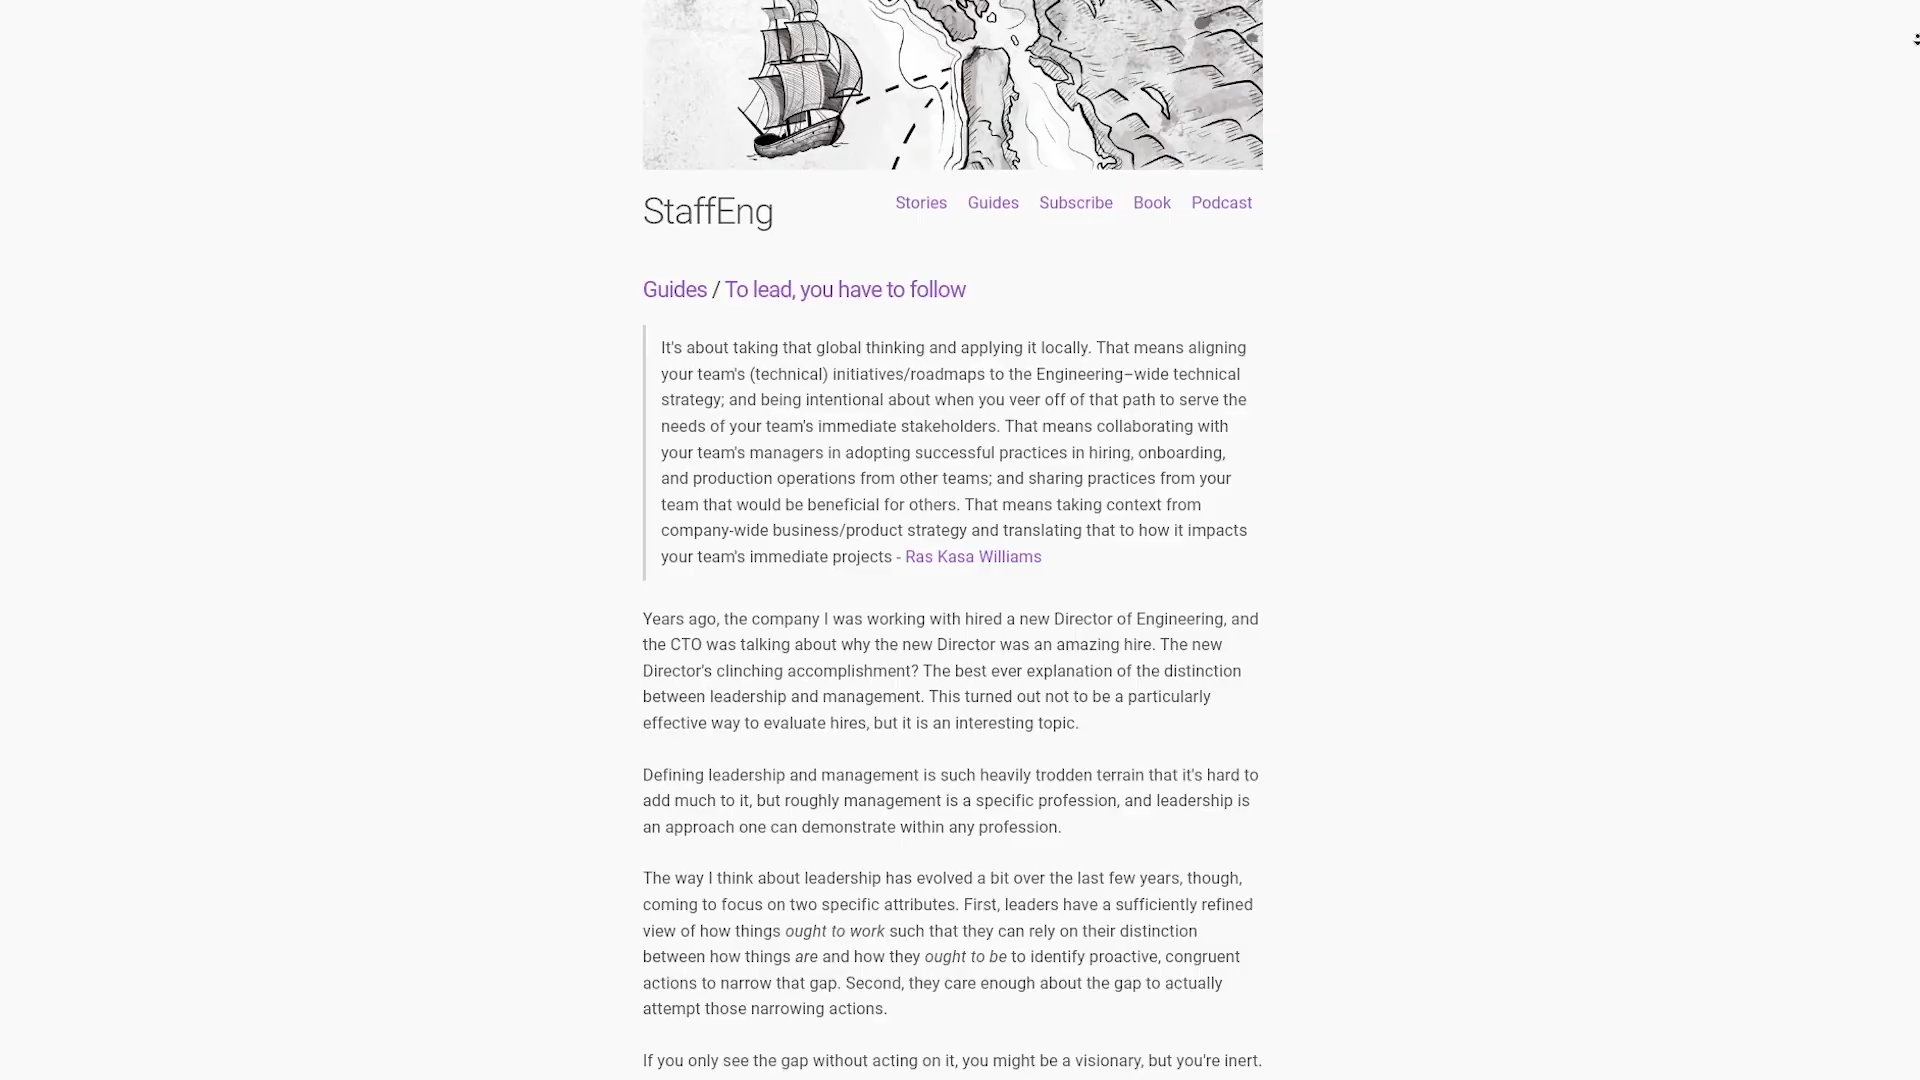 StaffEng
Stories Guides Subscribe Book Podcast
Guides / To lead, you have to follow
It's about taking that global thinking and applying it locally. That means aligning
your team's (technical) initiatives/roadmaps to the Engineering–wide technical
strategy; and being intentional about when you veer off of that path to serve the
needs of your team's immediate stakeholders. That means collaborating with
your team's managers in adopting successful practices in hiring, onboarding,
and production operations from other teams; and sharing practices from your
team that would be beneficial for others. That means taking context from
company-wide business/product strategy and translating that to how it impacts
your team's immediate projects - Ras Kasa Williams
Years ago, the company I was working with hired a new Director of Engineering, and
the CTO was talking about why the new Director was an amazing hire. The new
Director's clinching accomplishment? The best ever explanation of the distinction
between leadership and management. This turned out not to be a particularly
effective way to evaluate hires, but it is an interesting topic.
Defining leadership and management is such heavily trodden terrain that it's hard to
add much to it, but roughly management is a specific profession, and leadership is
an approach one can demonstrate within any profession.
The way I think about leadership has evolved a bit over the last few years, though,
coming to focus on two specific attributes. First, leaders have a sufficiently refined
view of how things ought to work such that they can rely on their distinction
between how things are and how they ought to be to identify proactive, congruent
actions to narrow that gap. Second, they care enough about the gap to actually
attempt those narrowing actions.
If you only see the gap without acting on it, you might be a visionary, but you're inert.